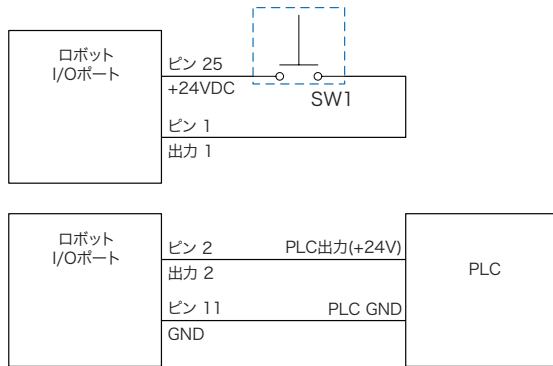 ロボット
I/Oポート
ピン 25
+24VDC
SW1
ピン 1
出力 1
ロボット
I/Oポート
ピン 2
PLC出力(+24V)
出力 2
PLC
ピン 11
PLC GND
GND